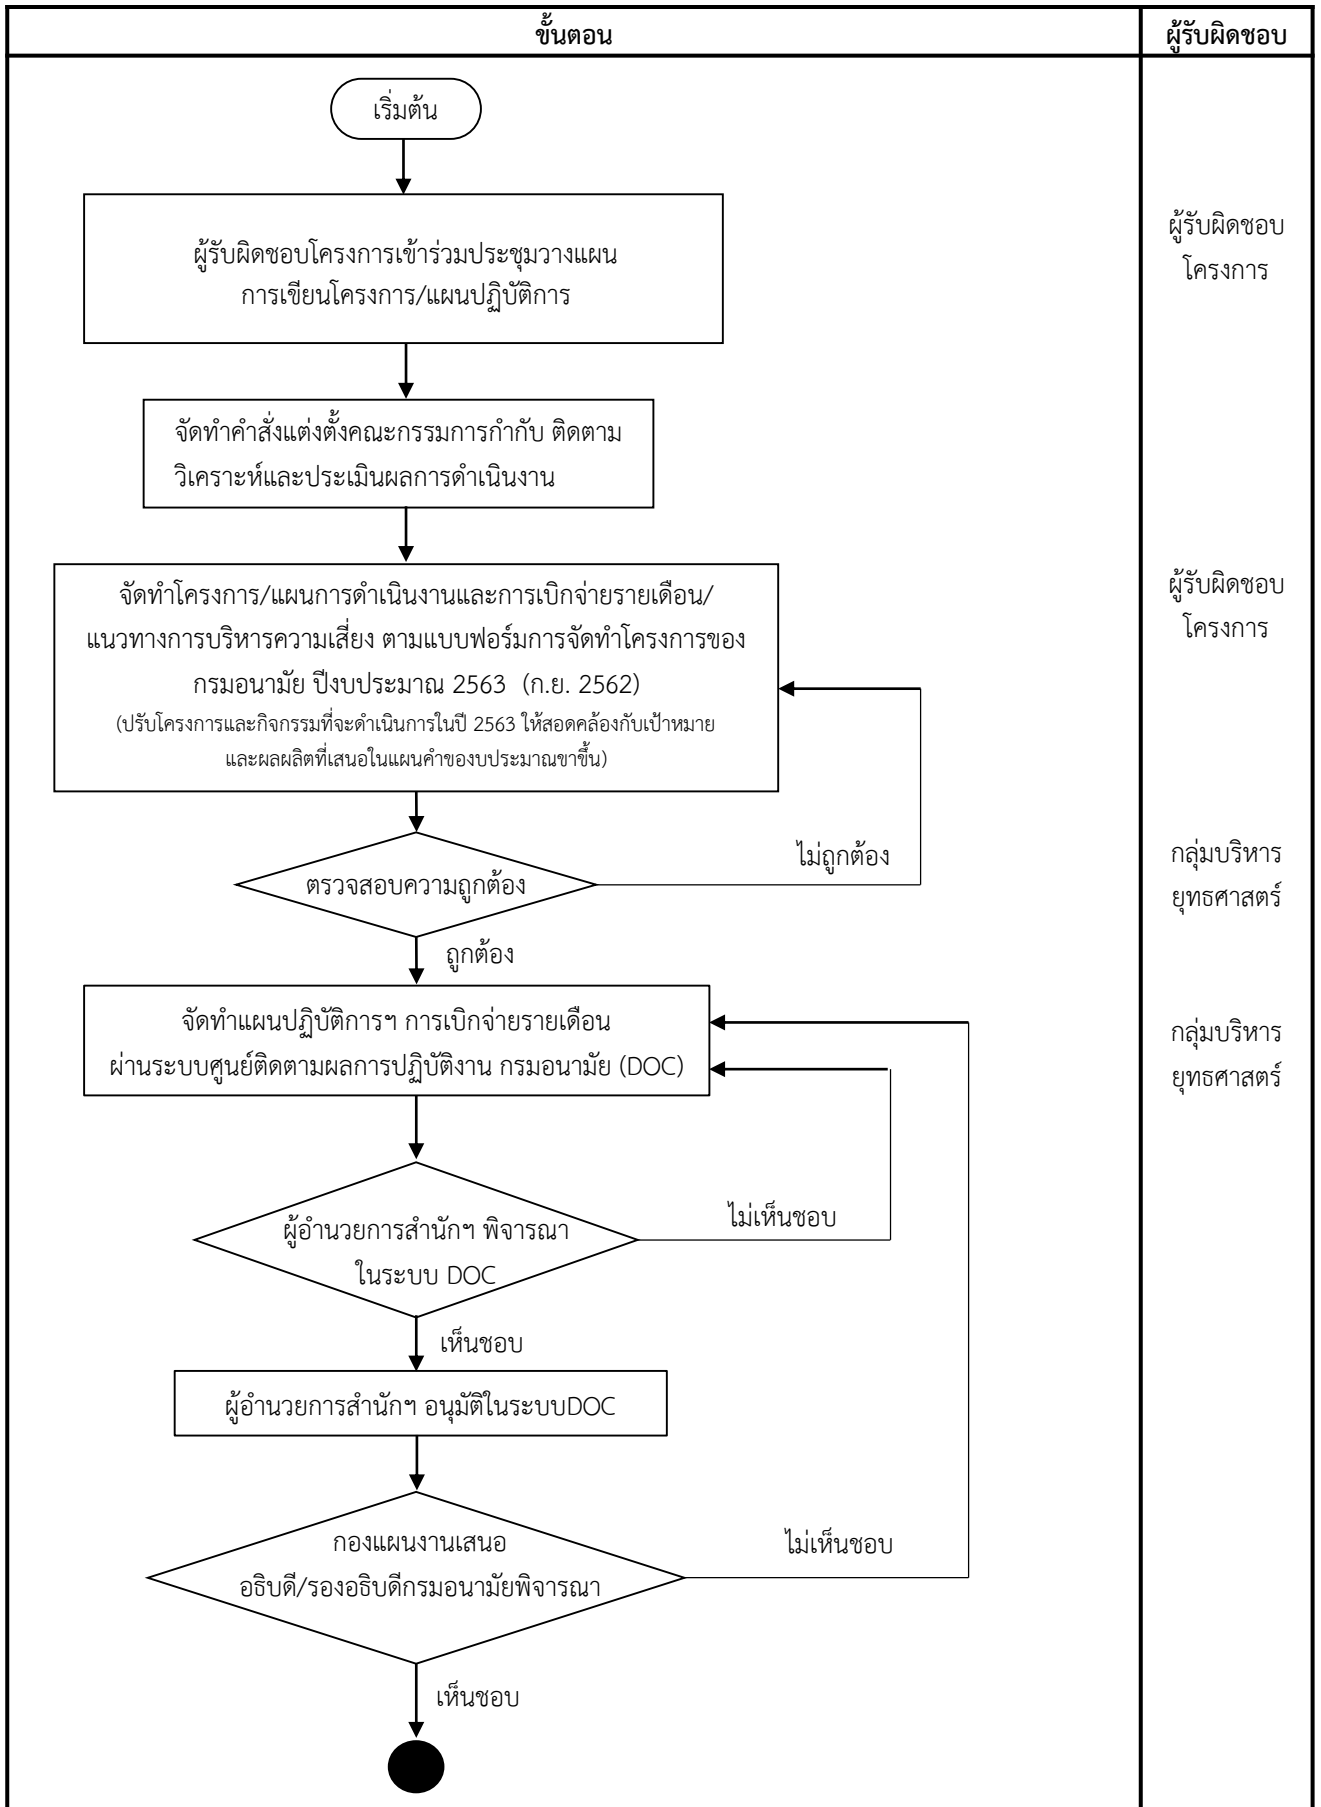 ขั้นตอน
ผู้รับผิดชอบ
เริ่มต้น
ผู้รับผิดชอบโครงการเข้าร่วมประชุมวางแผน
การเขียนโครงการ/แผนปฏิบัติการ
ผู้รับผิดชอบ
โครงการ
จัดทำคำสั่งแต่งตั้งคณะกรรมการกำกับ ติดตาม
วิเคราะห์และประเมินผลการดำเนินงาน
จัดทำโครงการ/แผนการดำเนินงานและการเบิกจ่ายรายเดือน/
แนวทางการบริหารความเสี่ยง ตามแบบฟอร์มการจัดทำโครงการของ
กรมอนามัย ปีงบประมาณ 2563 (ก.ย. 2562)
(ปรับโครงการและกิจกรรมที่จะดำเนินการในปี 2563 ให้สอดคล้องกับเป้าหมาย
และผลผลิตที่เสนอในแผนคำของบประมาณขาขึ้น)
ผู้รับผิดชอบ
โครงการ
ตรวจสอบความถูกต้อง
ไม่ถูกต้อง
กลุ่มบริหาร
ยุทธศาสตร์
ถูกต้อง
จัดทำแผนปฏิบัติการฯ การเบิกจ่ายรายเดือน
ผ่านระบบศูนย์ติดตามผลการปฏิบัติงาน กรมอนามัย (DOC)
กลุ่มบริหาร
ยุทธศาสตร์
ผู้อำนวยการสำนักฯ พิจารณา
ในระบบ DOC
ไม่เห็นชอบ
เห็นชอบ
ผู้อำนวยการสำนักฯ อนุมัติในระบบDOC
กองแผนงานเสนอ
อธิบดี/รองอธิบดีกรมอนามัยพิจารณา
ไม่เห็นชอบ
เห็นชอบ